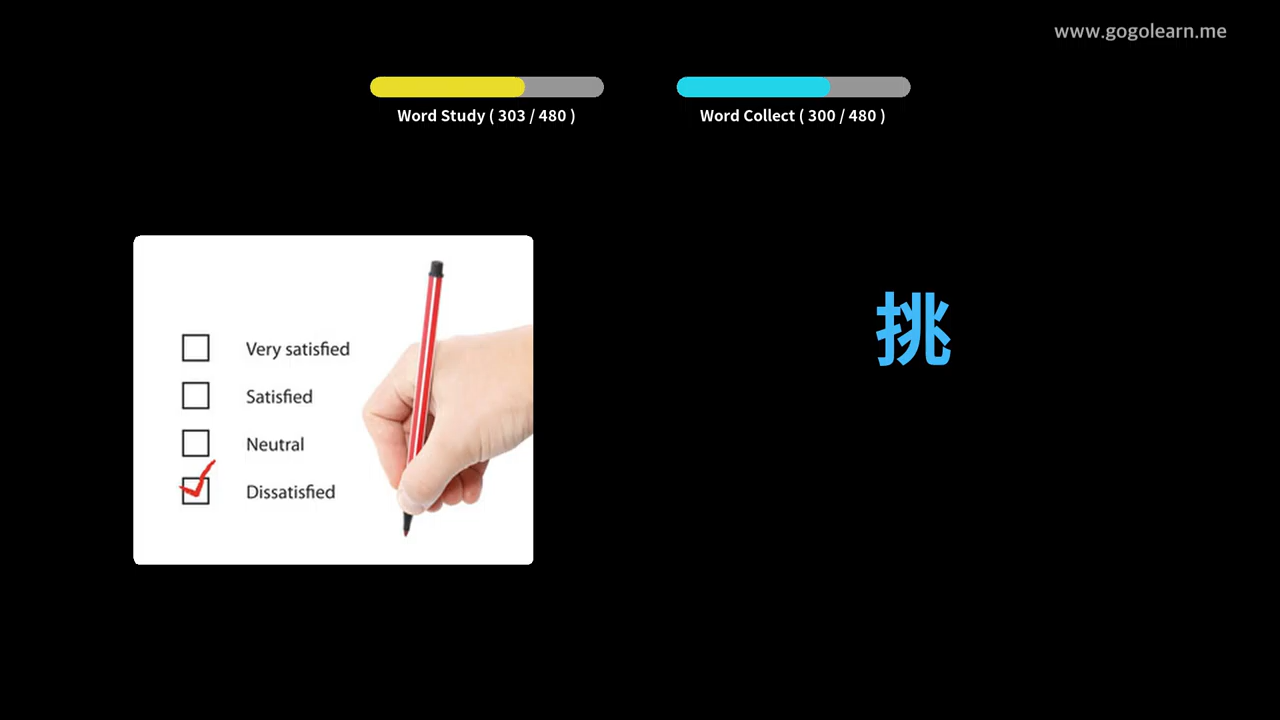 www.gogolearn.me
Word Study ( 303 / 480 )
Word Collect ( 300 / 480 )
Very satisfied
Satisfied
Neutral
Dissatisfied
挑